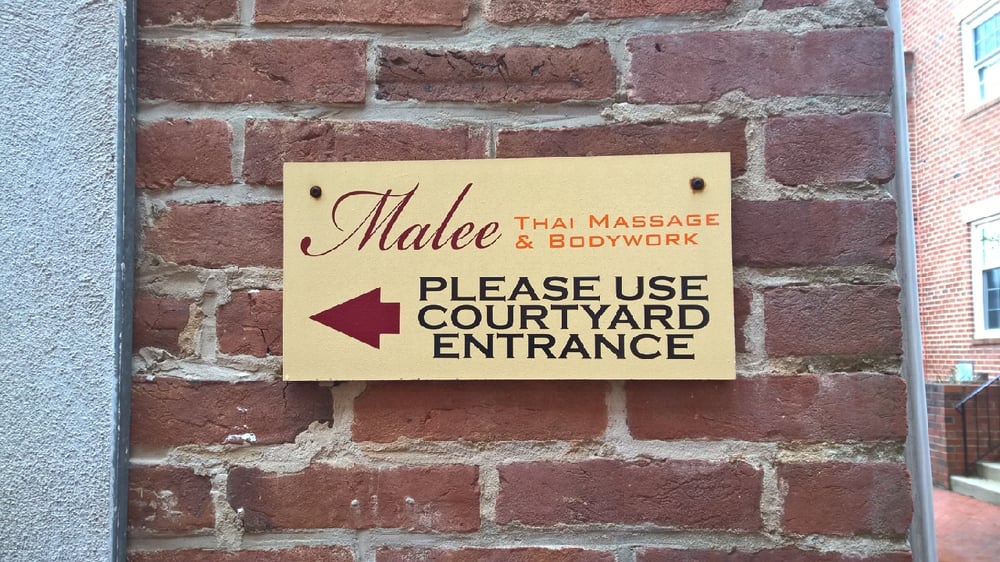 Malee
THAI MASSAGE
& BODYWORK
PLEASE USE
COURTYARD
ENTRANCE